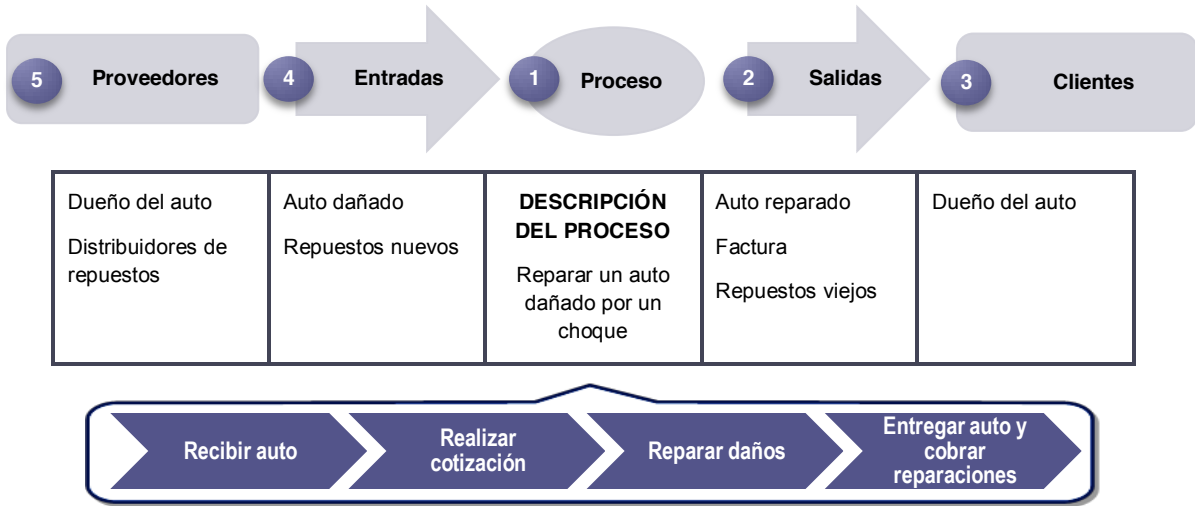 5 Proveedores
4 Entradas
1 Proceso
2 Salidas
3 Clientes
Dueño del auto
Distribuidores de
repuestos
Auto dañado
Repuestos nuevos
DESCRIPCIÓN
DEL PROCESO
Reparar un auto
dañado por un
choque
Auto reparado
Factura
Repuestos viejos
Dueño del auto
Recibir auto
Realizar
cotización
Reparar daños
Entregar auto y
cobrar
reparaciones